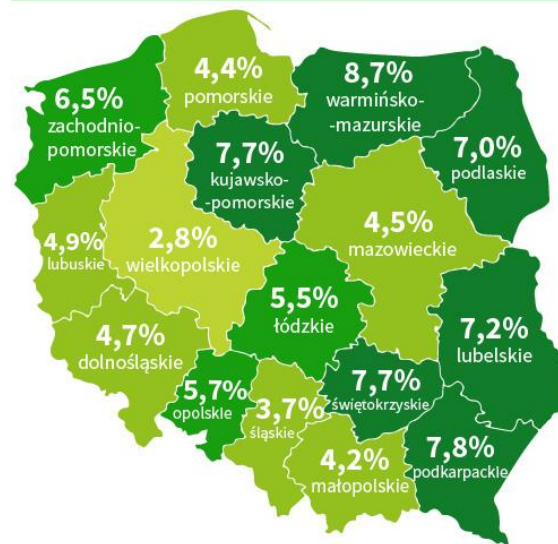 4,4%
pomorskie
8,7%
warmińsko-
-mazurskie
6,5%
zachodnio-
pomorskie
7,7%
kujawsko-
-pomorskie
7,0%
podlaskie
4,9%
lubuskie
2,8%
wielkopolskie
4,5%
mazowieckie
5,5%
łódzkie
4,7%
dolnośląskie
7,2%
lubelskie
5,7%
opolskie
3,7%
śląskie
7,7%
świętokrzyskie
4,2%
małopolskie
7,8%
podkarpackie